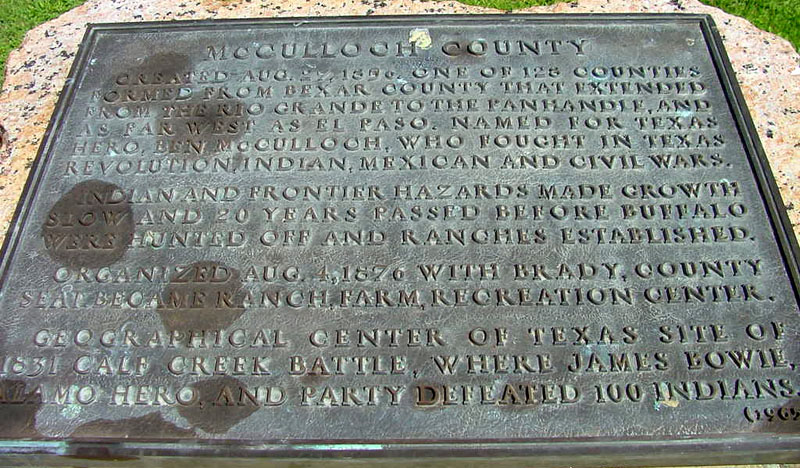 McCULLOCH COUNTY
CREATED AUG. 27, 1856, ONE OF 128 COUNTIES
FORMED FROM BEXAR COUNTY THAT EXTENDED
FROM THE RIO GRANDE TO THE PANHANDLE, AND
AS FAR WEST AS EL PASO. NAMED FOR TEXAS
HERO, BEN McCULLOCH, WHO FOUGHT IN TEXAS
REVOLUTION, INDIAN, MEXICAN AND CIVIL WARS.
INDIAN AND FRONTIER HAZARDS MADE GROWTH
SLOW AND 20 YEARS PASSED BEFORE BUFFALO
WERE HUNTED OFF AND RANCHES ESTABLISHED.
ORGANIZED AUG. 4, 1876 WITH BRADY, COUNTY
SEAT. BECAME RANCH, FARM, RECREATION CENTER.
GEOGRAPHICAL CENTER OF TEXAS SITE OF
1831 CALF CREEK BATTLE, WHERE JAMES BOWIE,
ALAMO HERO, AND PARTY DEFEATED 100 INDIANS.